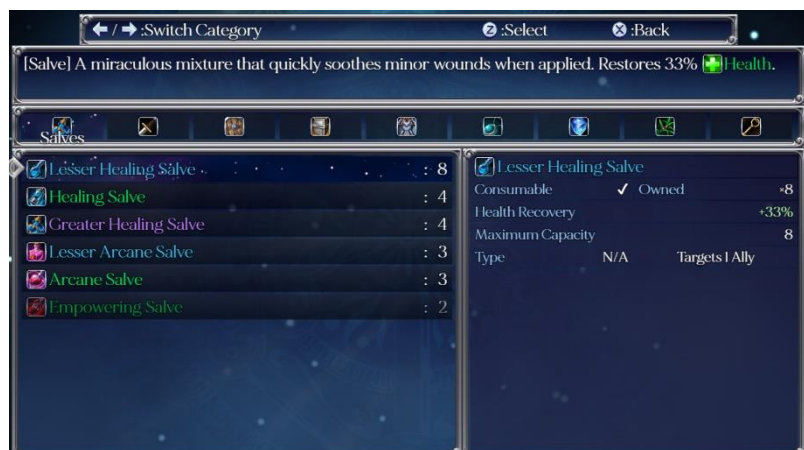 ← / → :Switch Category Z :Select X :Back
[Salve] A miraculous mixture that quickly soothes minor wounds when applied. Restores 33% Health.
Salves
Lesser Healing Salve : 8
Healing Salve : 4
Greater Healing Salve : 4
Lesser Arcane Salve : 3
Arcane Salve : 3
Empowering Salve : 2
Lesser Healing Salve
Consumable ✓ Owned ×8
Health Recovery +33%
Maximum Capacity 8
Type N/A Targets 1 Ally